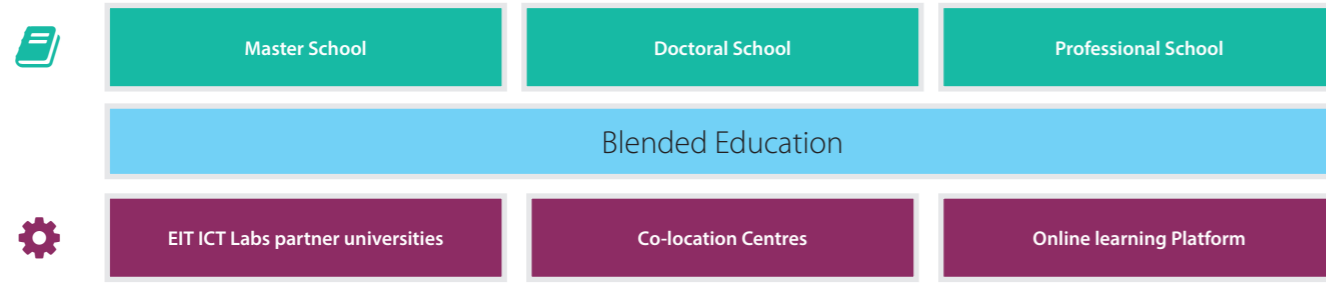 Master School
Doctoral School
Professional School
Blended Education
EIT ICT Labs partner universities
Co-location Centres
Online learning Platform